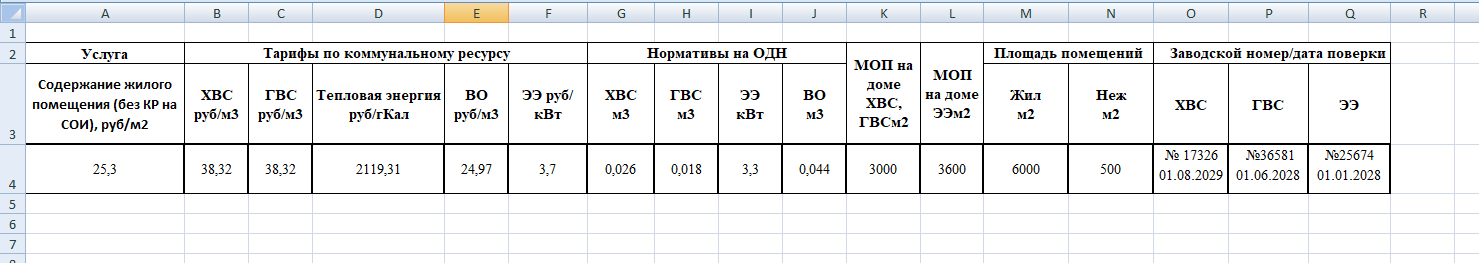 A B C D E F G H I J K L M N O P Q R
1
2 Услуга Тарифы по коммунальному ресурсу Нормативы на ОДН МОП на доме ХВС, ГВСм2 МОП на доме ЭЭм2 Площадь помещений Заводской номер/дата поверки
3 Содержание жилого помещения (без КР на СОИ), руб/м2 ХВС руб/м3 ГВС руб/м3 Тепловая энергия руб/гКал ВО руб/м3 ЭЭ руб/кВт ХВС м3 ГВС м3 ЭЭ кВт ВО м3 Жил м2 Неж м2 ХВС ГВС ЭЭ
4 25,3 38,32 38,32 2119,31 24,97 3,7 0,026 0,018 3,3 0,044 3000 3600 6000 500 № 17326 01.08.2029 №36581 01.06.2028 №25674 01.01.2028
5
6
7
8